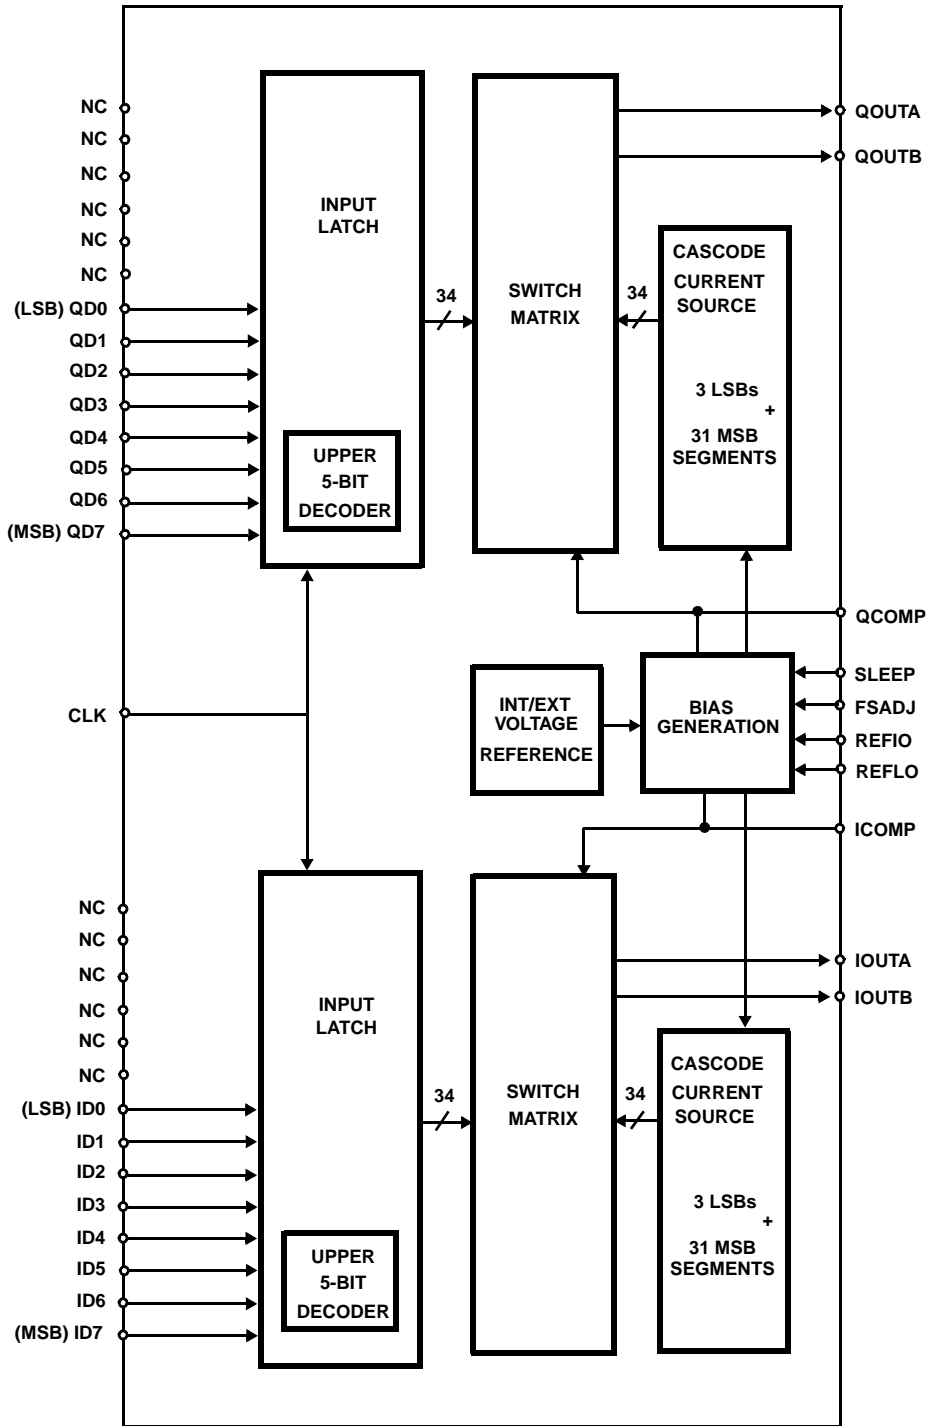 NC
NC
NC
NC
NC
NC
(LSB) QD0
QD1
QD2
QD3
QD4
QD5
QD6
(MSB) QD7
INPUT
LATCH
UPPER
5-BIT
DECODER
34
SWITCH
MATRIX
34
CASCODE
CURRENT
SOURCE
3 LSBs
+
31 MSB
SEGMENTS
QOUTA
QOUTB
QCOMP
CLK
INT/EXT
VOLTAGE
REFERENCE
BIAS
GENERATION
SLEEP
FSADJ
REFIO
REFLO
ICOMP
NC
NC
NC
NC
NC
NC
(LSB) ID0
ID1
ID2
ID3
ID4
ID5
ID6
(MSB) ID7
INPUT
LATCH
UPPER
5-BIT
DECODER
34
SWITCH
MATRIX
34
CASCODE
CURRENT
SOURCE
3 LSBs
+
31 MSB
SEGMENTS
IOUTA
IOUTB